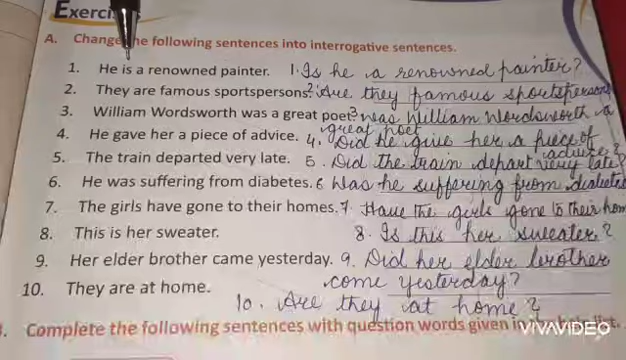 Exerci
A. Change the following sentences into interrogative sentences.
1. He is a renowned painter. 1. Is he a renowned painter?
2. They are famous sportspersons. 2. Are they famous sportsperson
3. William Wordsworth was a great poet. 3. Was William Wordsworth a
great poet
4. He gave her a piece of advice. 4. Did He give her a piece of
advice?
5. The train departed very late. 5. Did the train depart very late?
6. He was suffering from diabetes. 6 Was he suffering from diabetes
7. The girls have gone to their homes. 7. Have the girls gone to their hom
8. This is her sweater. 8. Is this her sweater?
9. Her elder brother came yesterday. 9. Did her elder brother
come yesterday?
10. They are at home.
10. Are they at home?
. Complete the following sentences with question words given in list.
VIVAVIDEO